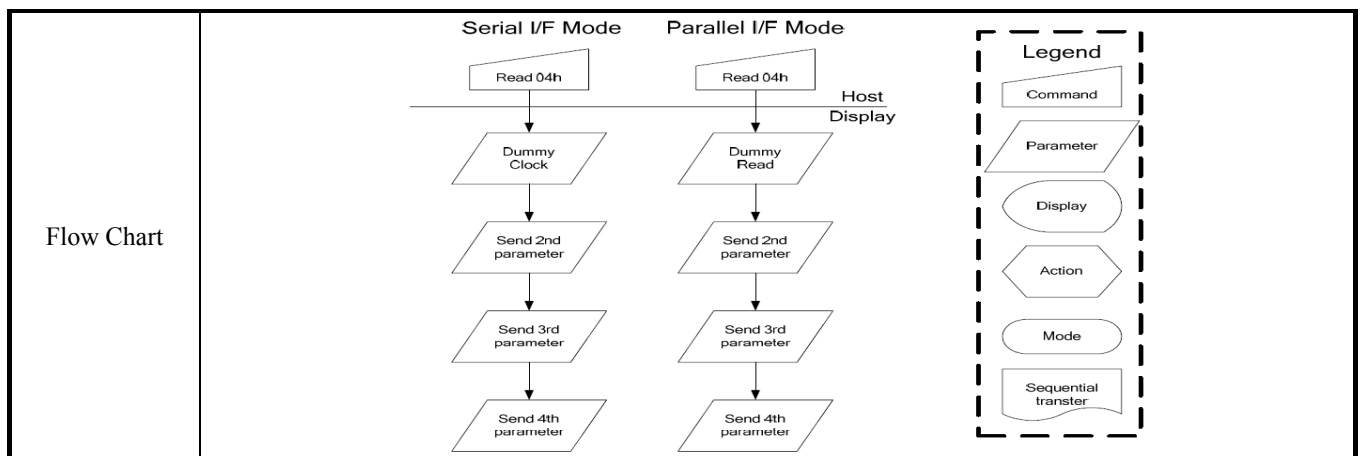 Flow Chart
Serial I/F Mode
Parallel I/F Mode
Read 04h
Read 04h
Host
Display
Dummy
Clock
Dummy
Read
Send 2nd
parameter
Send 2nd
parameter
Send 3rd
parameter
Send 3rd
parameter
Send 4th
parameter
Send 4th
parameter
Legend
Command
Parameter
Display
Action
Mode
Sequential
transter